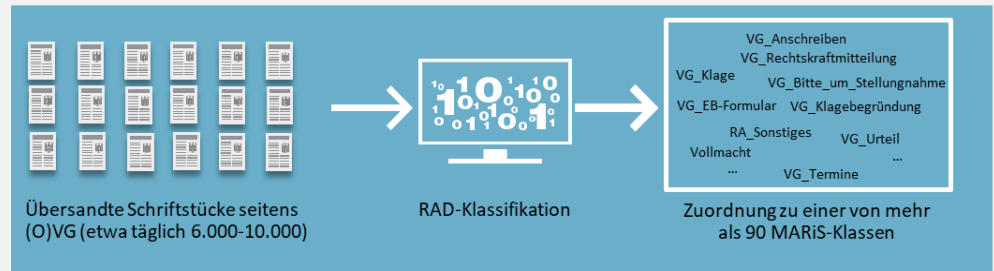 VG_Anschreiben
VG_Rechtskraftmitteilung
VG_Klage
VG_Bitte_um_Stellungnahme
VG_EB-Formular
VG_Klagebegründung
RA_Sonstiges
VG_Urteil
Vollmacht
...
...
VG_Termine
Übersandte Schriftstücke seitens
(O)VG (etwa täglich 6.000-10.000)
RAD-Klassifikation
Zuordnung zu einer von mehr
als 90 MARiS-Klassen